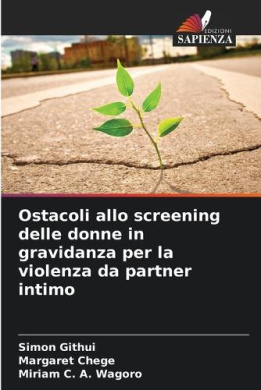 EDIZIONI
SAPIENZA
Ostacoli allo screening
delle donne in
gravidanza per la
violenza da partner
intimo
Simon Githui
Margaret Chege
Miriam C. A. Wagoro